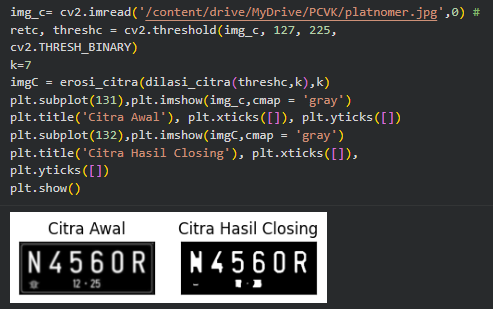 img_c= cv2.imread('/content/drive/MyDrive/PCVK/platnomer.jpg',0) #
retc, threshc = cv2.threshold(img_c, 127, 225,
cv2.THRESH_BINARY)
k=7
imgC = erosi_citra(dilasi_citra(threshc,k),k)
plt.subplot(131),plt.imshow(img_c,cmap = 'gray')
plt.title('Citra Awal'), plt.xticks([]), plt.yticks([])
plt.subplot(132),plt.imshow(imgC,cmap = 'gray')
plt.title('Citra Hasil Closing'), plt.xticks([]),
plt.yticks([])
plt.show()
Citra Awal
N 4560R
12 · 25
Citra Hasil Closing
N 4560R